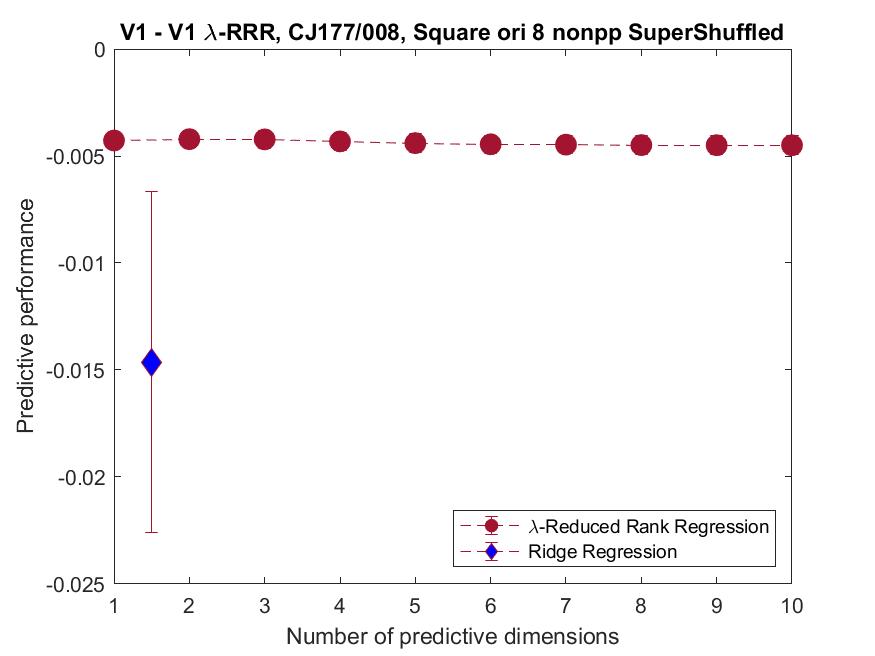 V1 - V1 λ-RRR, CJ177/008, Square ori 8 nonpp SuperShuffled
Predictive performance
0
-0.005
-0.01
-0.015
-0.02
-0.025
λ-Reduced Rank Regression
Ridge Regression
1 2 3 4 5 6 7 8 9 10
Number of predictive dimensions